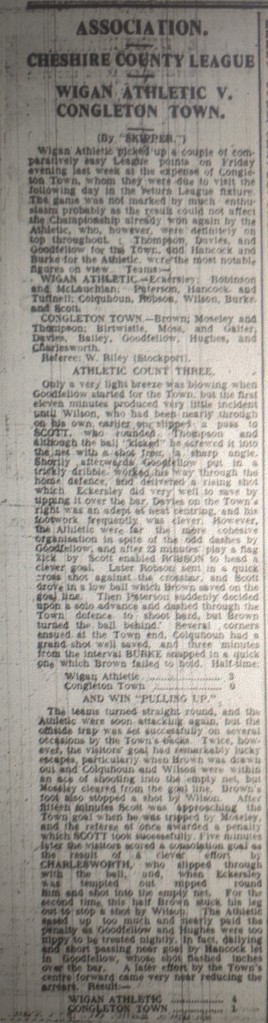 ASSOCIATION.
CHESHIRE COUNTY LEAGUE
WIGAN ATHLETIC V.
CONGLETON TOWN.
(By "SKIPPER.")
Wigan Athletic picked up a couple of com-
paratively easy League points on Friday
evening last week at the expense of Congle-
ton Town, whom they were due to visit the
following day in the return League fixture.
The game was not marked by much enthu-
siasm probably as the result could not affect
the Championship already won again by the
Athletic, who, however, were definitely on
top throughout. Thompson, Davies, and
Goodfellow for the Town, and Hancock and
Burke for the Athletic, were the most notable
figures on view. Teams:—
WIGAN ATHLETIC.—Eckersley; Robinson
and McLauchlan; Paterson, Hancock and
Tuffnell; Colquhoun, Robson, Wilson, Burke
and Scott.
CONGLETON TOWN.—Brown; Moseley and
Thompson; Birtwistle, Moss, and Galter;
Davies, Bailey, Goodfellow, Hughes, and
Charlesworth.
Referee: W. Riley (Stockport).
ATHLETIC COUNT THREE.
Only a very light breeze was blowing when
Goodfellow started for the Town, but the first
eleven minutes produced very little incident
until Wilson, who had been nearly through
on his own earlier on, slipped a pass to
SCOTT, who rounded Thompson and
although the ball "kissed" he screwed it into
the net with a shot from a sharp angle.
Shortly afterwards Goodfellow put in a
tricky dribble, worked his way through the
home defence, and delivered a rising shot
which Eckersley did very well to save by
tipping it over the bar. Davies on the Town's
right was an adept at neat centring, and his
footwork frequently was clever. However,
the Athletic were far the more cohesive
organisation in spite of the odd dashes by
Goodfellow, and after 22 minutes' play a flag
kick by Scott enabled ROBSON to head a
clever goal. Later Robson sent in a quick
cross shot against the crossbar, and Scott
drove in a low ball which Brown saved on the
goal line. Then Paterson suddenly decided
upon a solo advance and dashed through the
Town defence to shoot hard, but Brown
turned the ball behind. Several corners
ensued at the Town end. Colquhoun had a
grand shot well saved, and three minutes
from the interval BURKE snapped in a quick
one which Brown failed to hold. Half-time:
Wigan Athletic 3
Congleton Town 0
AND WIN "PULLING UP."
The teams turned straight round, and the
Athletic were soon attacking again, but the
offside trap was set successfully on several
occasions by the Town's backs. Twice, how-
ever, the visitors' goal had remarkably lucky
escapes, particularly when Brown was drawn
out and Colquhoun and Wilson were within
an ace of shooting into the empty net, but
Moseley cleared from the goal line. Brown's
foot also stopped a shot by Wilson. After
fifteen minutes Scott was approaching the
Town goal when he was tripped by Moseley,
and the referee at once awarded a penalty
which SCOTT took successfully. Five minutes
later the visitors scored a consolation goal as
the result of a clever effort by
CHARLESWORTH, who slipped through
with the ball, and, when Eckersley
was tempted out nipped round
him and shot into the empty net. For the
second time, this half Brown stuck his leg
out to stop a shot by Wilson. The Athletic
eased up too much and nearly paid the
penalty as Goodfellow and Hughes were too
nippy to be treated lightly. In fact, dallying
and short passing near goal by Hancock let
in Goodfellow, whose shot flashed inches
over the bar. A later effort by the Town's
centre forward came very near reducing the
arrears. Result:—
WIGAN ATHLETIC 4
CONGLETON TOWN 1